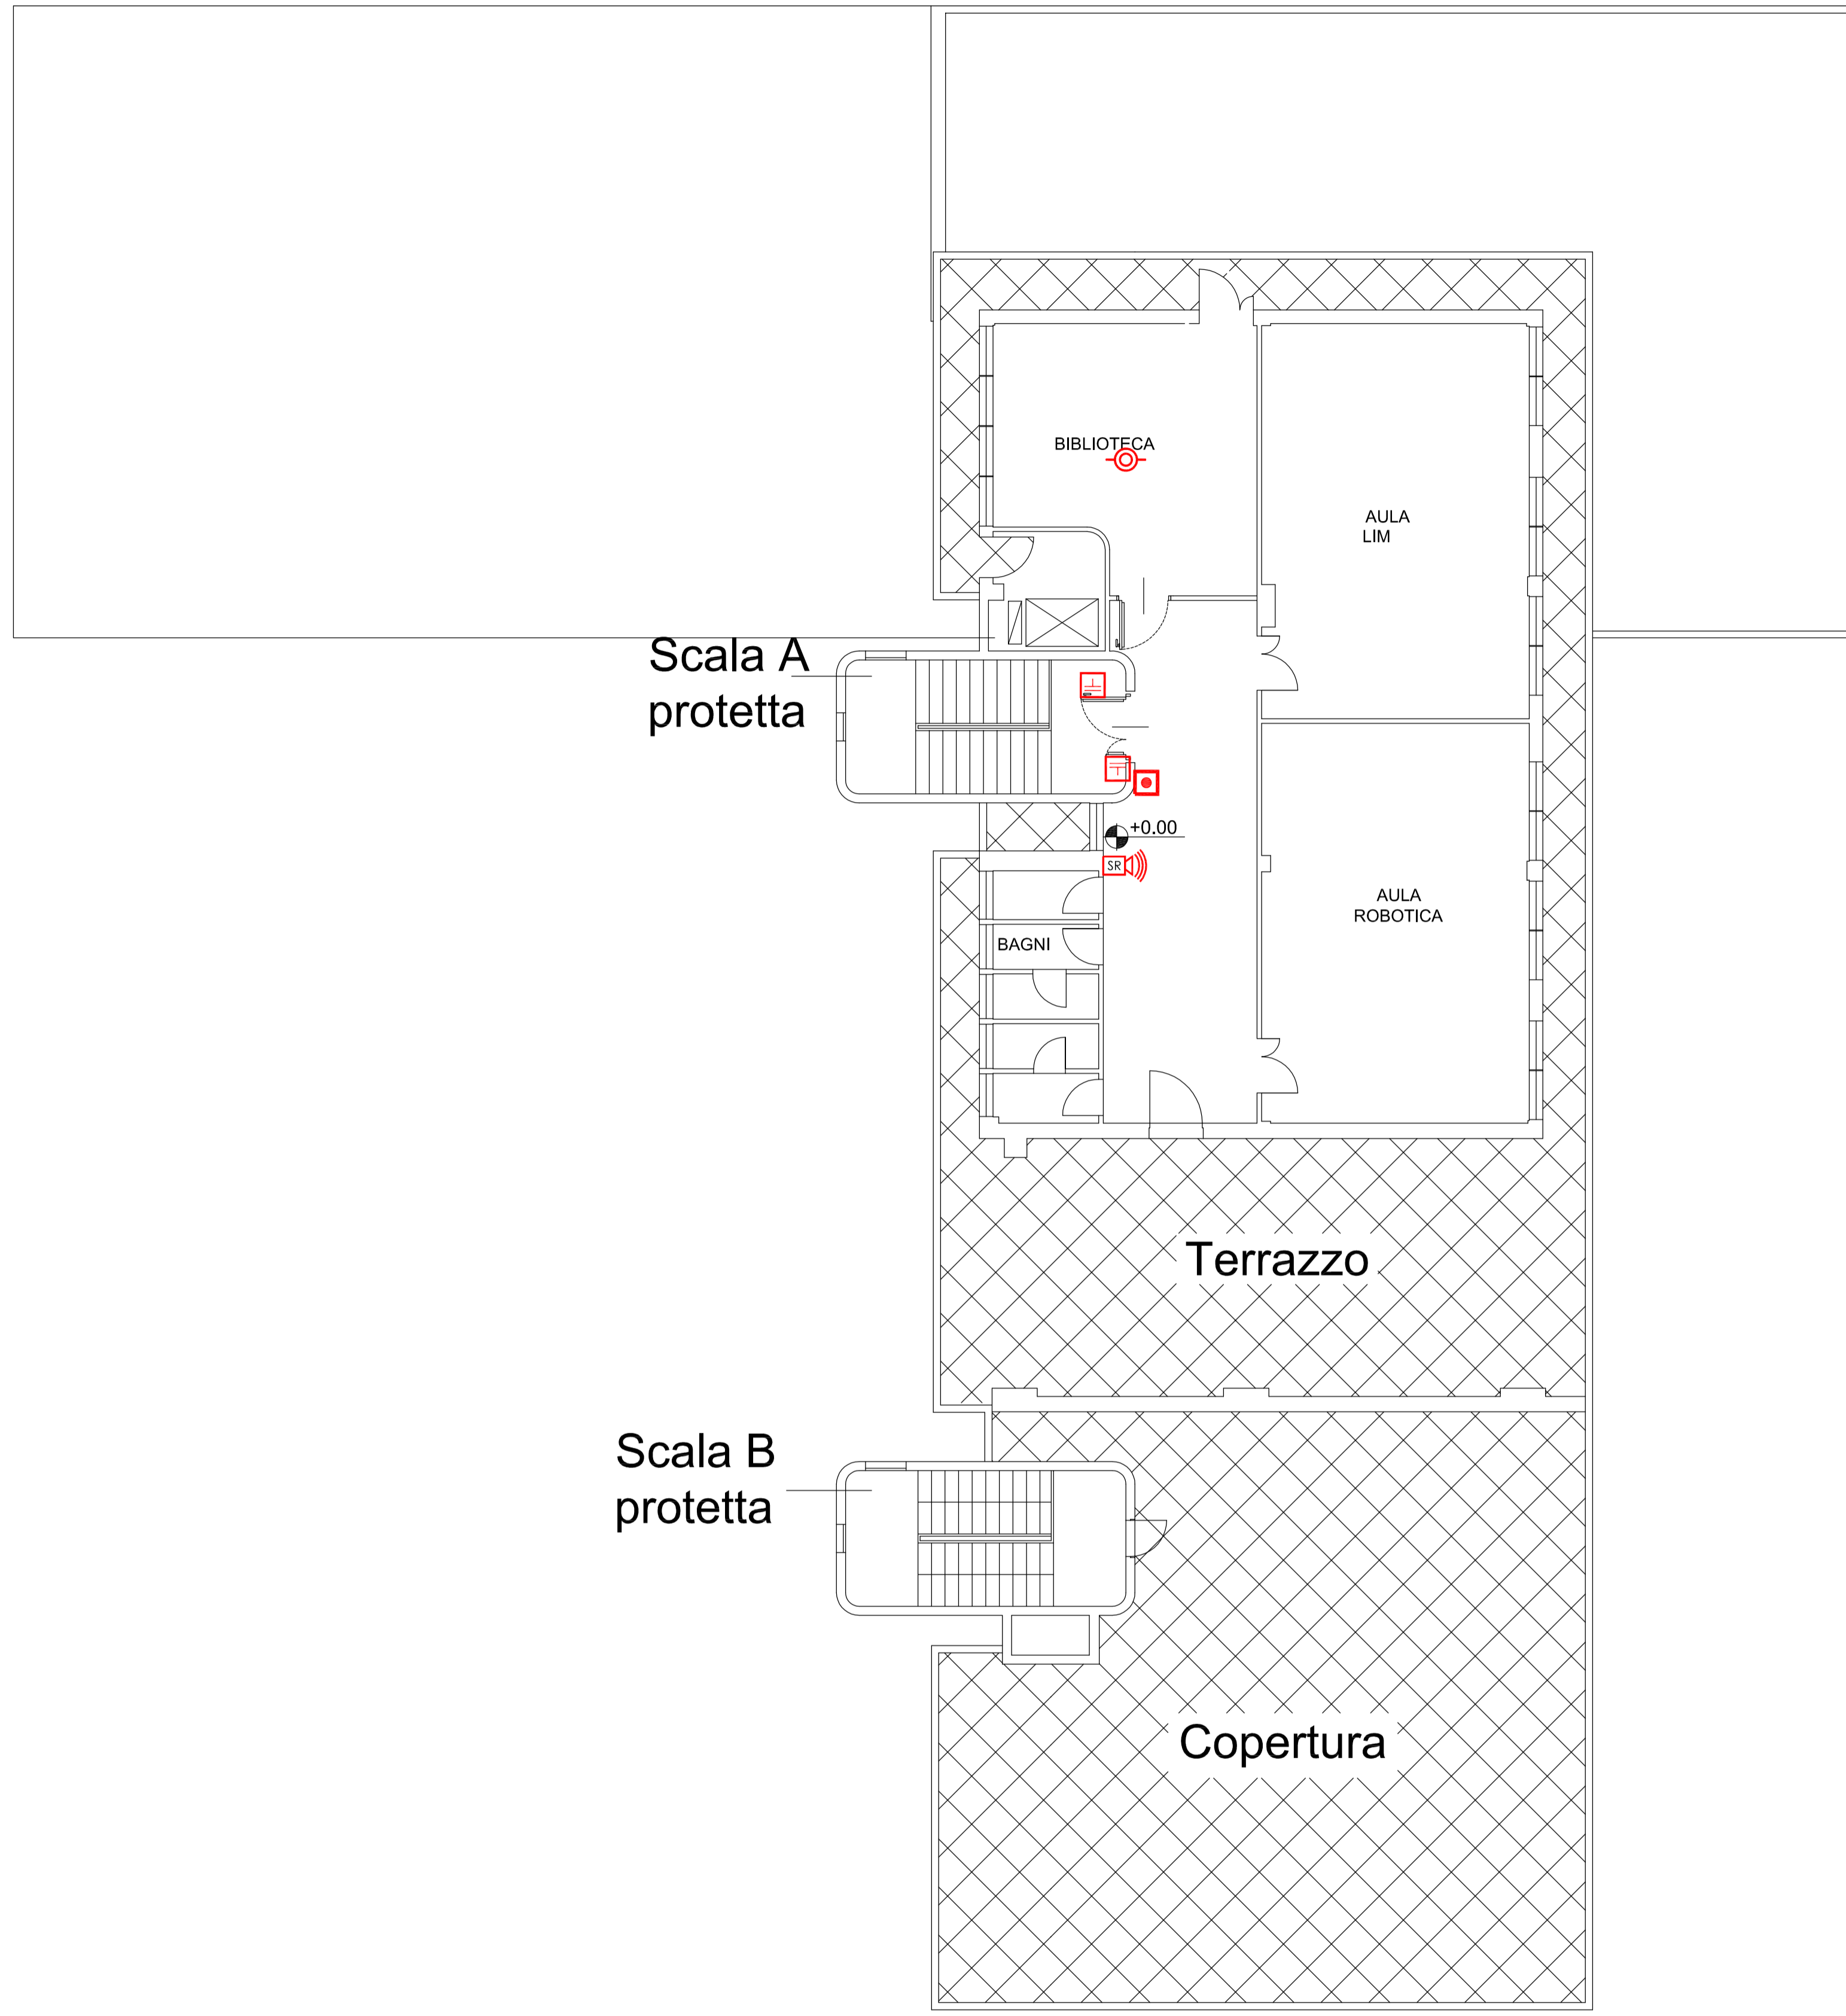 BIBLIOTECA
AULA
LIM
Scala A
protetta
+0.00
SR
AULA
ROBOTICA
BAGNI
Terrazzo
Scala B
protetta
Copertura